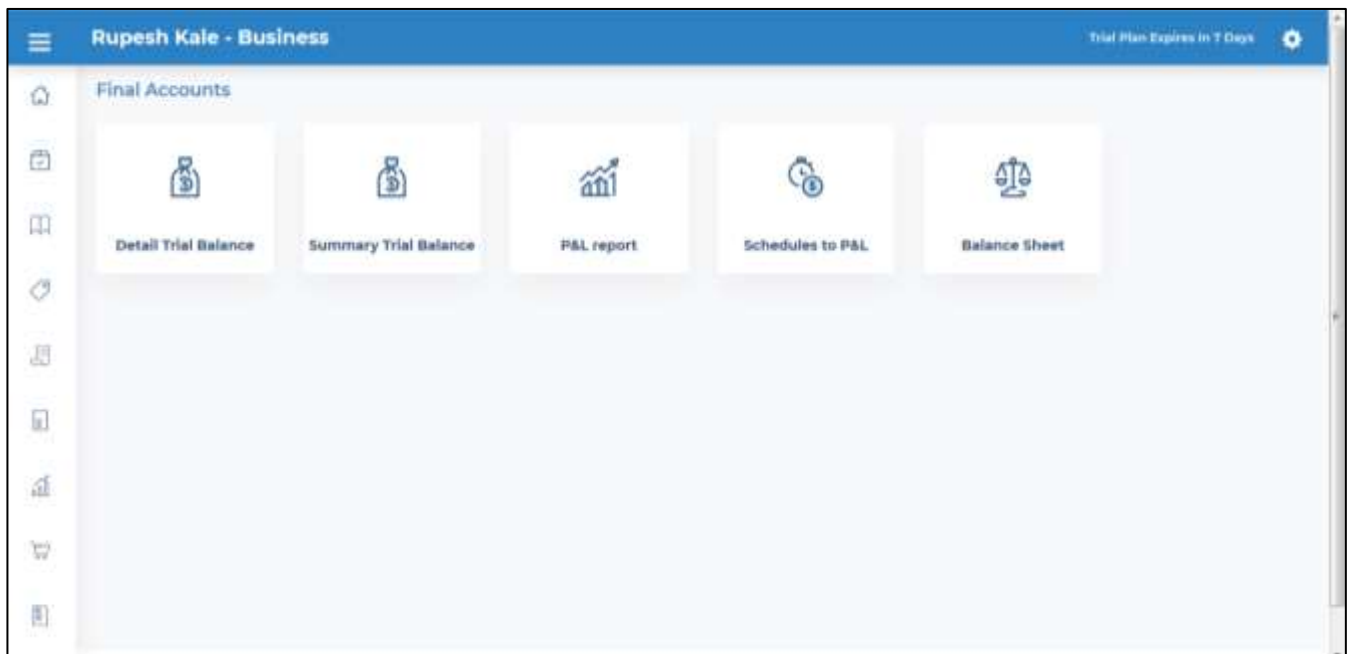 Rupesh Kale - Business
Trial Plan Expires In 7 Days
Final Accounts
Detail Trial Balance
Summary Trial Balance
P&L report
Schedules to P&L
Balance Sheet